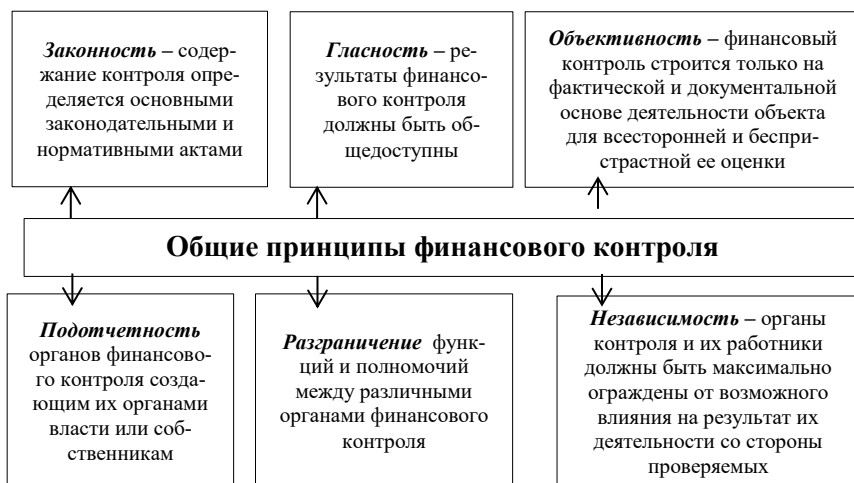 Законность – содер-
жание контроля опре-
деляется основными
законодательными и
нормативными актами
Гласность – ре-
зультаты финансо-
вого контроля
должны быть об-
щедоступны
Объективность – финансовый
контроль строится только на
фактической и документальной
основе деятельности объекта
для всесторонней и беспри-
страстной ее оценки
Общие принципы финансового контроля
Подотчетность
органов финансово-
го контроля созда-
ющим их органами
власти или соб-
ственникам
Разграничение функ-
ций и полномочий
между различными
органами финансового
контроля
Независимость – органы
контроля и их работники
должны быть максимально
ограждены от возможного
влияния на результат их
деятельности со стороны
проверяемых